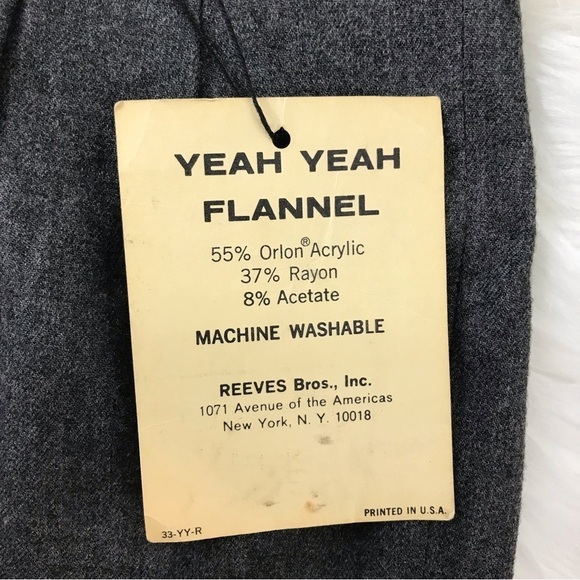 YEAH YEAH
FLANNEL
55% Orlon® Acrylic
37% Rayon
8% Acetate
MACHINE WASHABLE
REEVES Bros., Inc.
1071 Avenue of the Americas
New York, N. Y. 10018
PRINTED IN U.S.A.
33-YY-R